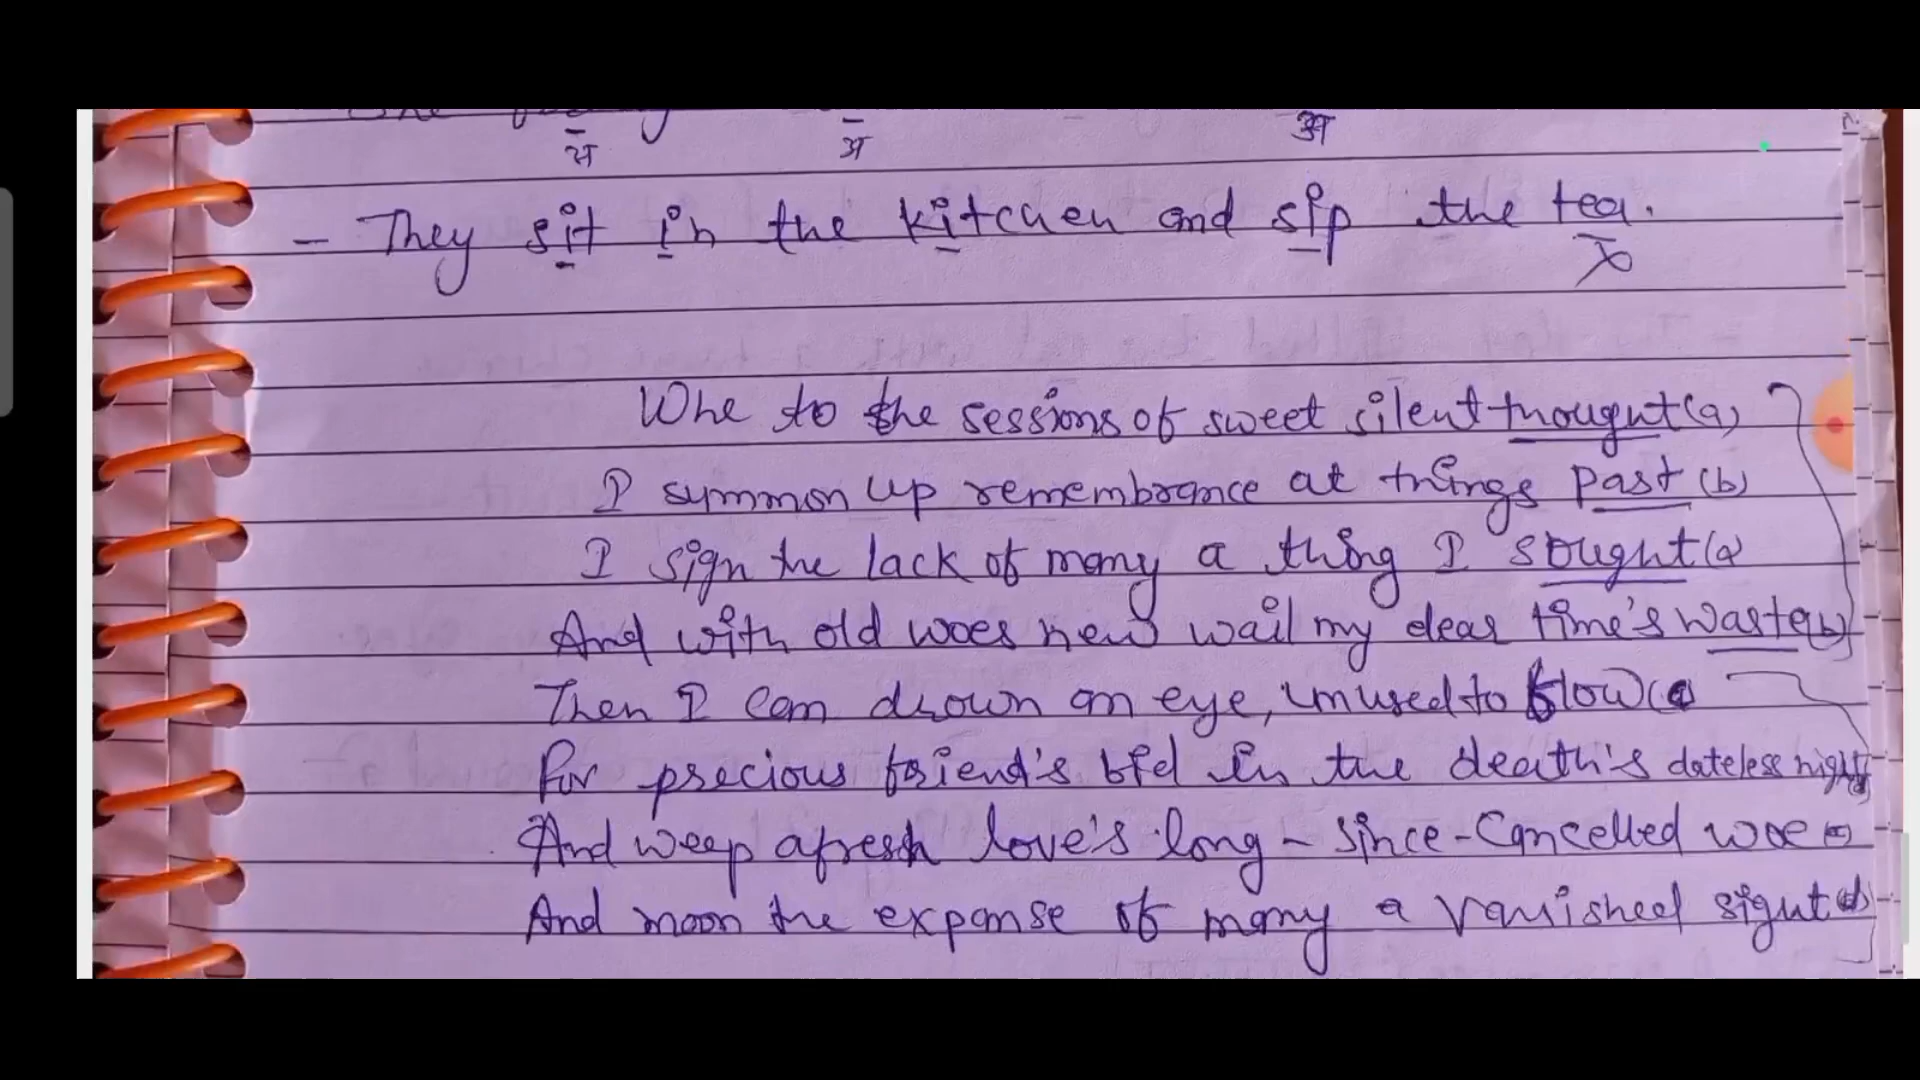 स अ अ
- They sit in the kitchen and sip the tea.
x
Whe to the sessions of sweet silent thought (a)
I summon up remembrance at things past (b)
I sign the lack of many a thing I sought (a
And with old woes new wail my dear time's waste (b)
Then I can drown an eye, unused to flow (c
For precious friend's hid in the death's dateless night
And weep afresh love's long-since-Cancelled woe (c)
And moan the expanse of many a vanished sight (d)